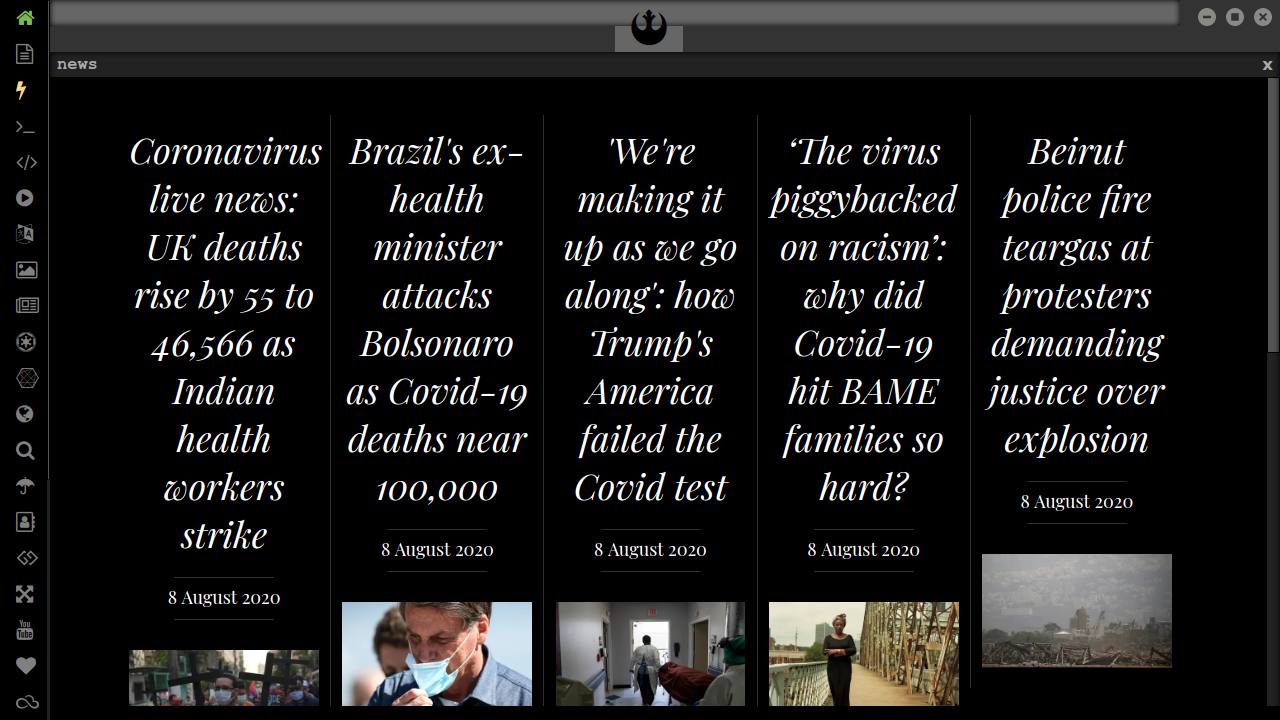 news
x
Coronavirus
live news:
UK deaths
rise by 55 to
46,566 as
Indian
health
workers
strike
8 August 2020
Brazil's ex-
health
minister
attacks
Bolsonaro
as Covid-19
deaths near
100,000
8 August 2020
'We're
making it
up as we go
along': how
Trump's
America
failed the
Covid test
8 August 2020
‘The virus
piggybacked
on racism’:
why did
Covid-19
hit BAME
families so
hard?
8 August 2020
Beirut
police fire
teargas at
protesters
demanding
justice over
explosion
8 August 2020
You
Tube